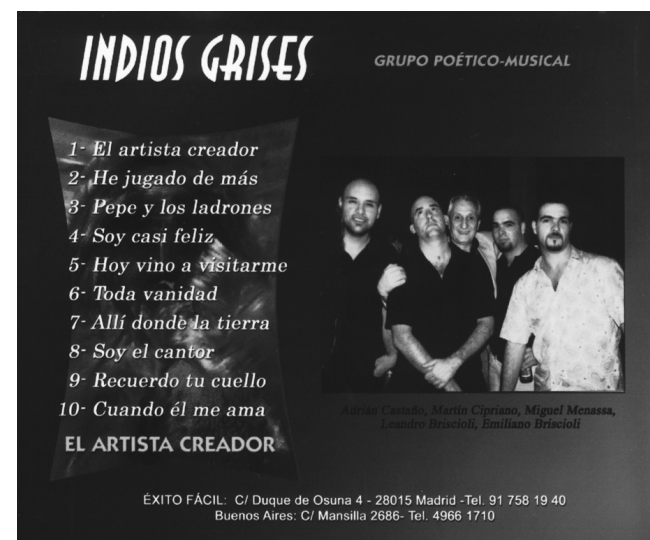 INDIOS GRISES
GRUPO POÉTICO-MUSICAL
1- El artista creador
2- He jugado de más
3- Pepe y los ladrones
4- Soy casi feliz
5- Hoy vino a visitarme
6- Toda vanidad
7- Allí donde la tierra
8- Soy el cantor
9- Recuerdo tu cuello
10- Cuando él me ama
EL ARTISTA CREADOR
Adrián Castaño, Martín Cipriano, Miguel Menassa,
Leandro Briscioli, Emiliano Briscioli
ÉXITO FÁCIL: C/ Duque de Osuna 4 - 28015 Madrid -Tel. 91 758 19 40
Buenos Aires: C/ Mansilla 2686- Tel. 4966 1710